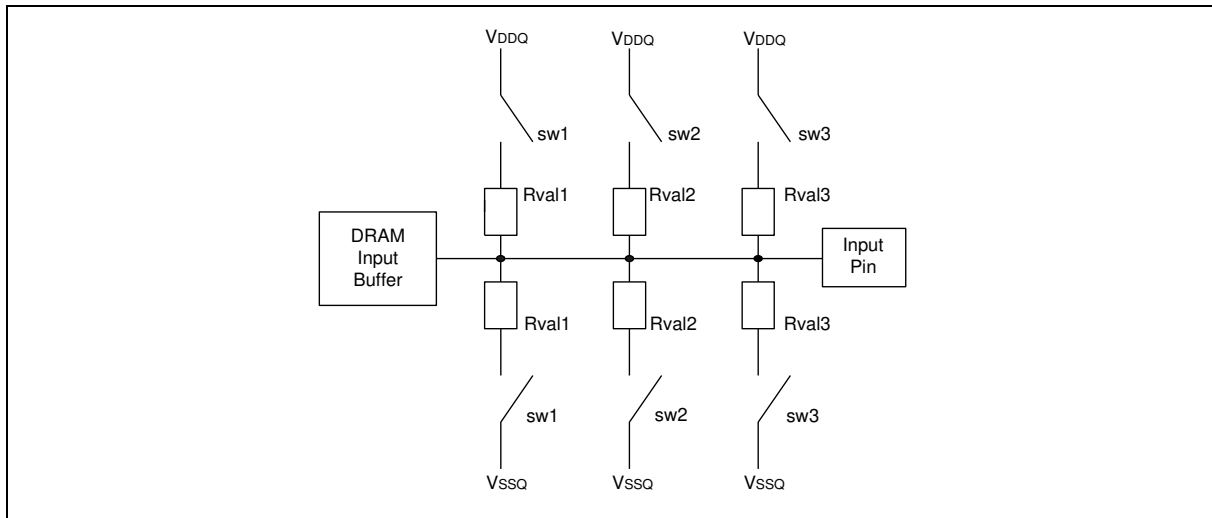 VDDQ VDDQ VDDQ
sw1 sw2 sw3
Rval1 Rval2 Rval3
DRAM
Input
Buffer
Input
Pin
Rval1 Rval2 Rval3
sw1 sw2 sw3
VSSQ VSSQ VSSQ